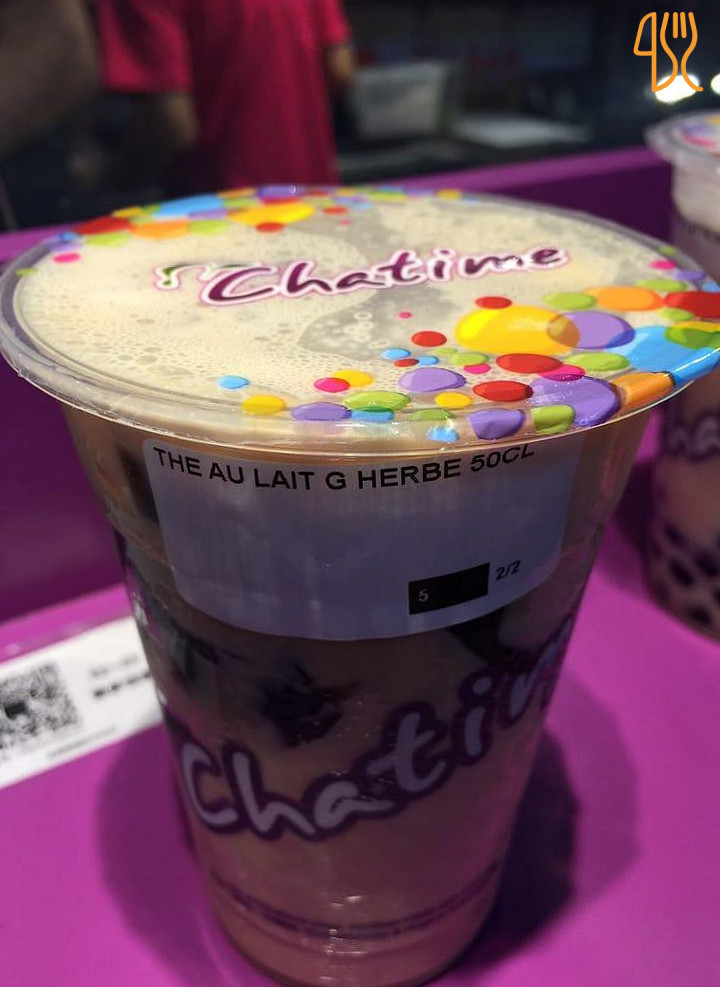 Chatime
THE AU LAIT G HERBE 50CL
5
2/2
Chatime